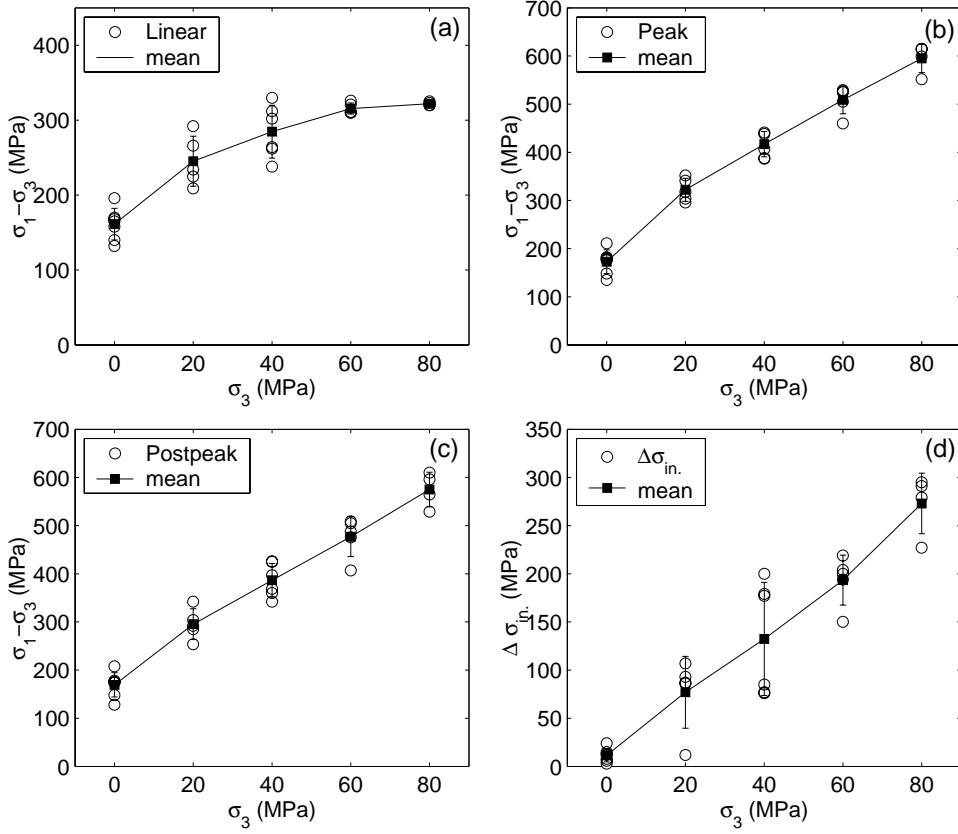 (a)
Linear
mean
400
300
200
100
0
0 20 40 60 80
σ₃ (MPa)
σ₁−σ₃ (MPa)
(b)
Peak
mean
700
600
500
400
300
200
100
0
0 20 40 60 80
σ₃ (MPa)
σ₁−σ₃ (MPa)
(c)
Postpeak
mean
700
600
500
400
300
200
100
0
0 20 40 60 80
σ₃ (MPa)
σ₁−σ₃ (MPa)
(d)
Δσin.
mean
350
300
250
200
150
100
50
0
0 20 40 60 80
σ₃ (MPa)
Δ σin. (MPa)